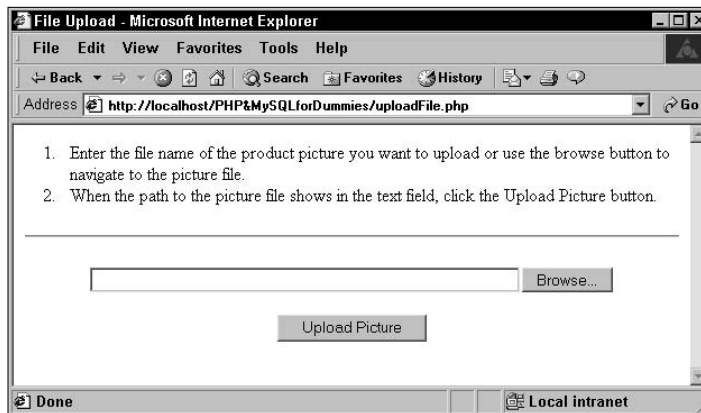 File Upload - Microsoft Internet Explorer
File Edit View Favorites Tools Help
Back Search Favorites History
Address http://localhost/PHP&MySQLforDummies/uploadFile.php Go
1. Enter the file name of the product picture you want to upload or use the browse button to
navigate to the picture file.
2. When the path to the picture file shows in the text field, click the Upload Picture button.
Browse...
Upload Picture
Done Local intranet